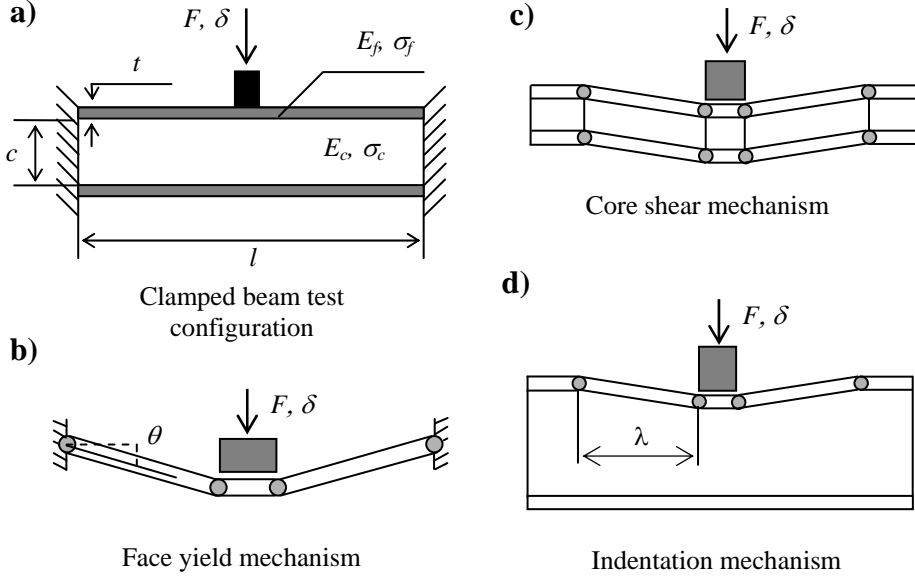 a)
F, δ
t
E_f, σ_f
c
E_c, σ_c
l
Clamped beam test
configuration
b)
F, δ
θ
Face yield mechanism
c)
F, δ
Core shear mechanism
d)
F, δ
λ
Indentation mechanism